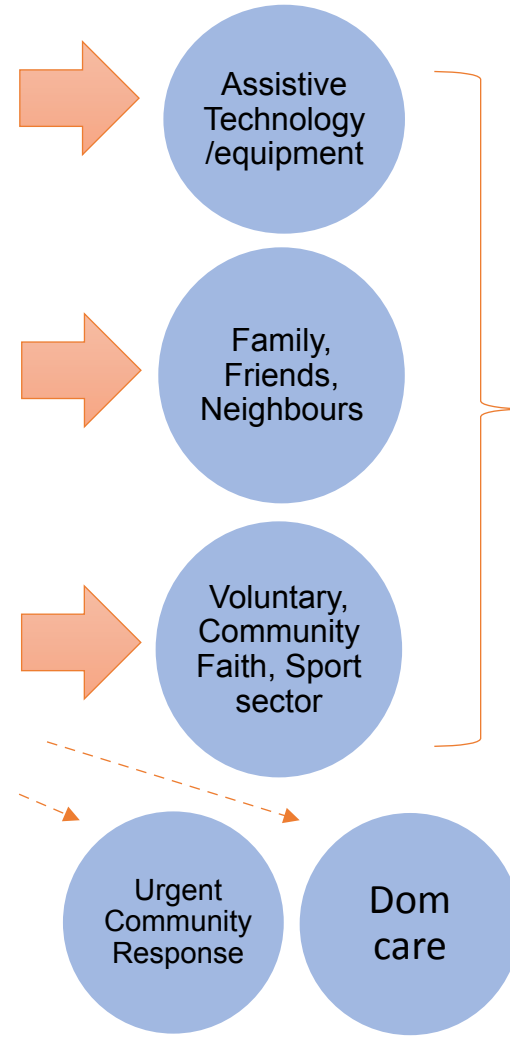 Assistive
Technology
/equipment
Family,
Friends,
Neighbours
Voluntary,
Community
Faith, Sport
sector
Urgent
Community
Response
Dom
care